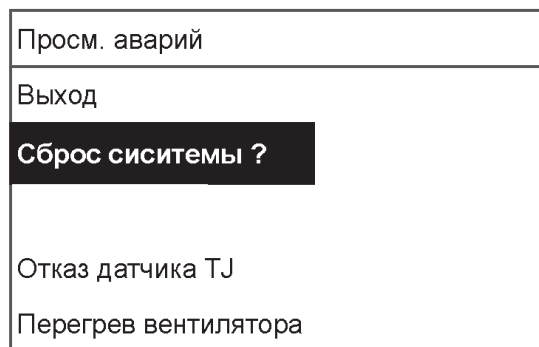 Просм. аварий
Выход
Сброс сиситемы ?
Отказ датчика TJ
Перегрев вентилятора